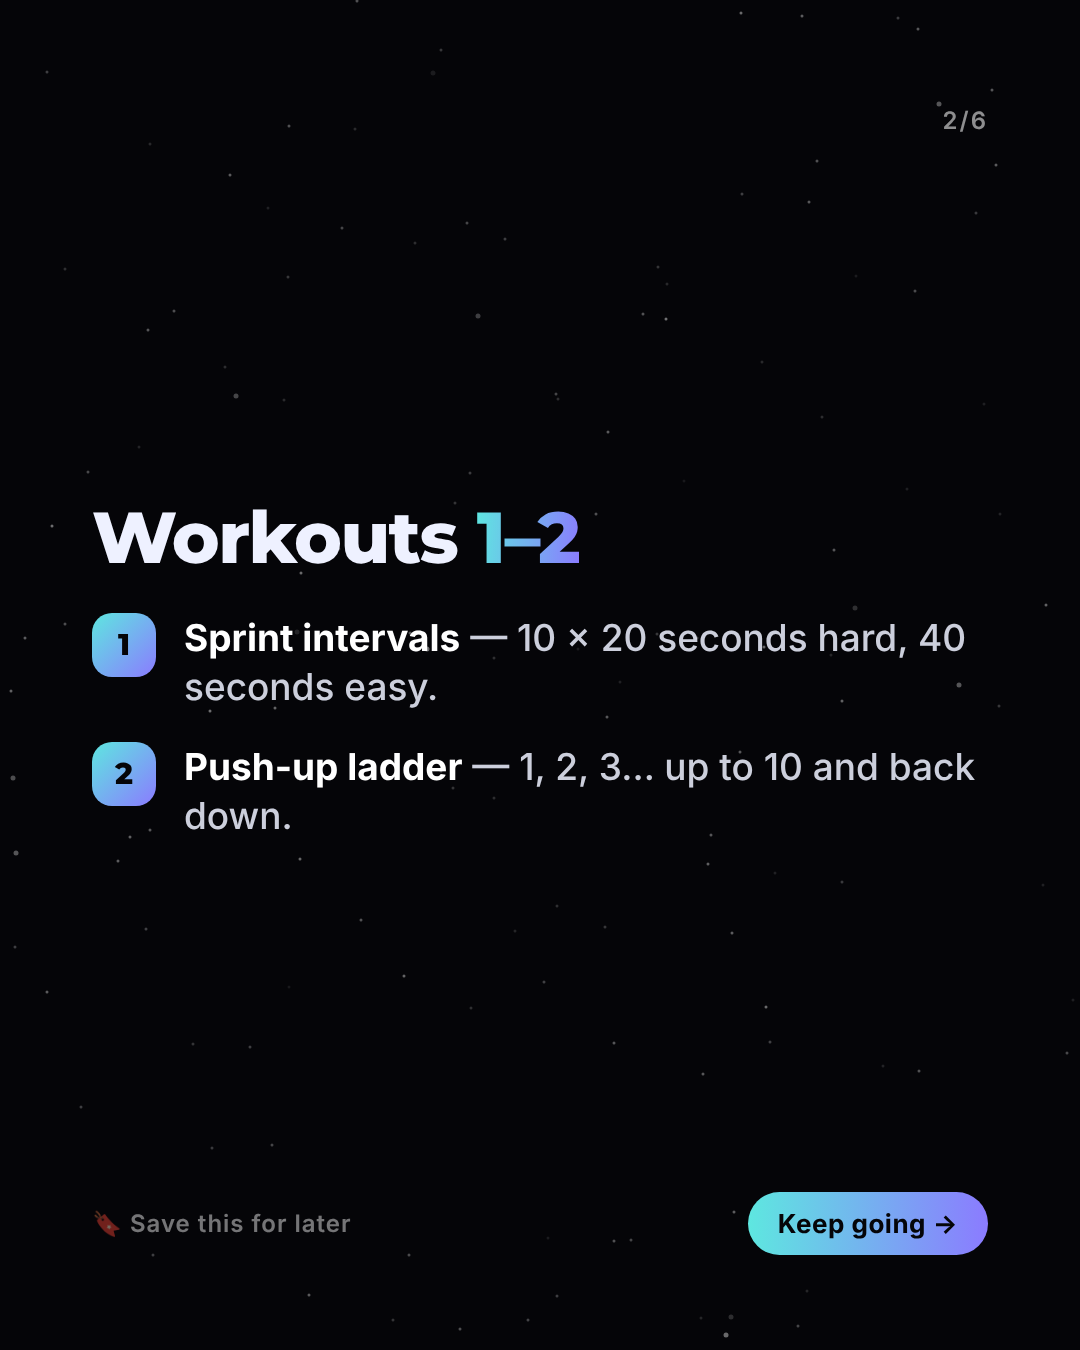 2/6
Workouts 1–2
1 Sprint intervals — 10 × 20 seconds hard, 40
seconds easy.
2 Push-up ladder — 1, 2, 3... up to 10 and back
down.
🔖 Save this for later
Keep going →